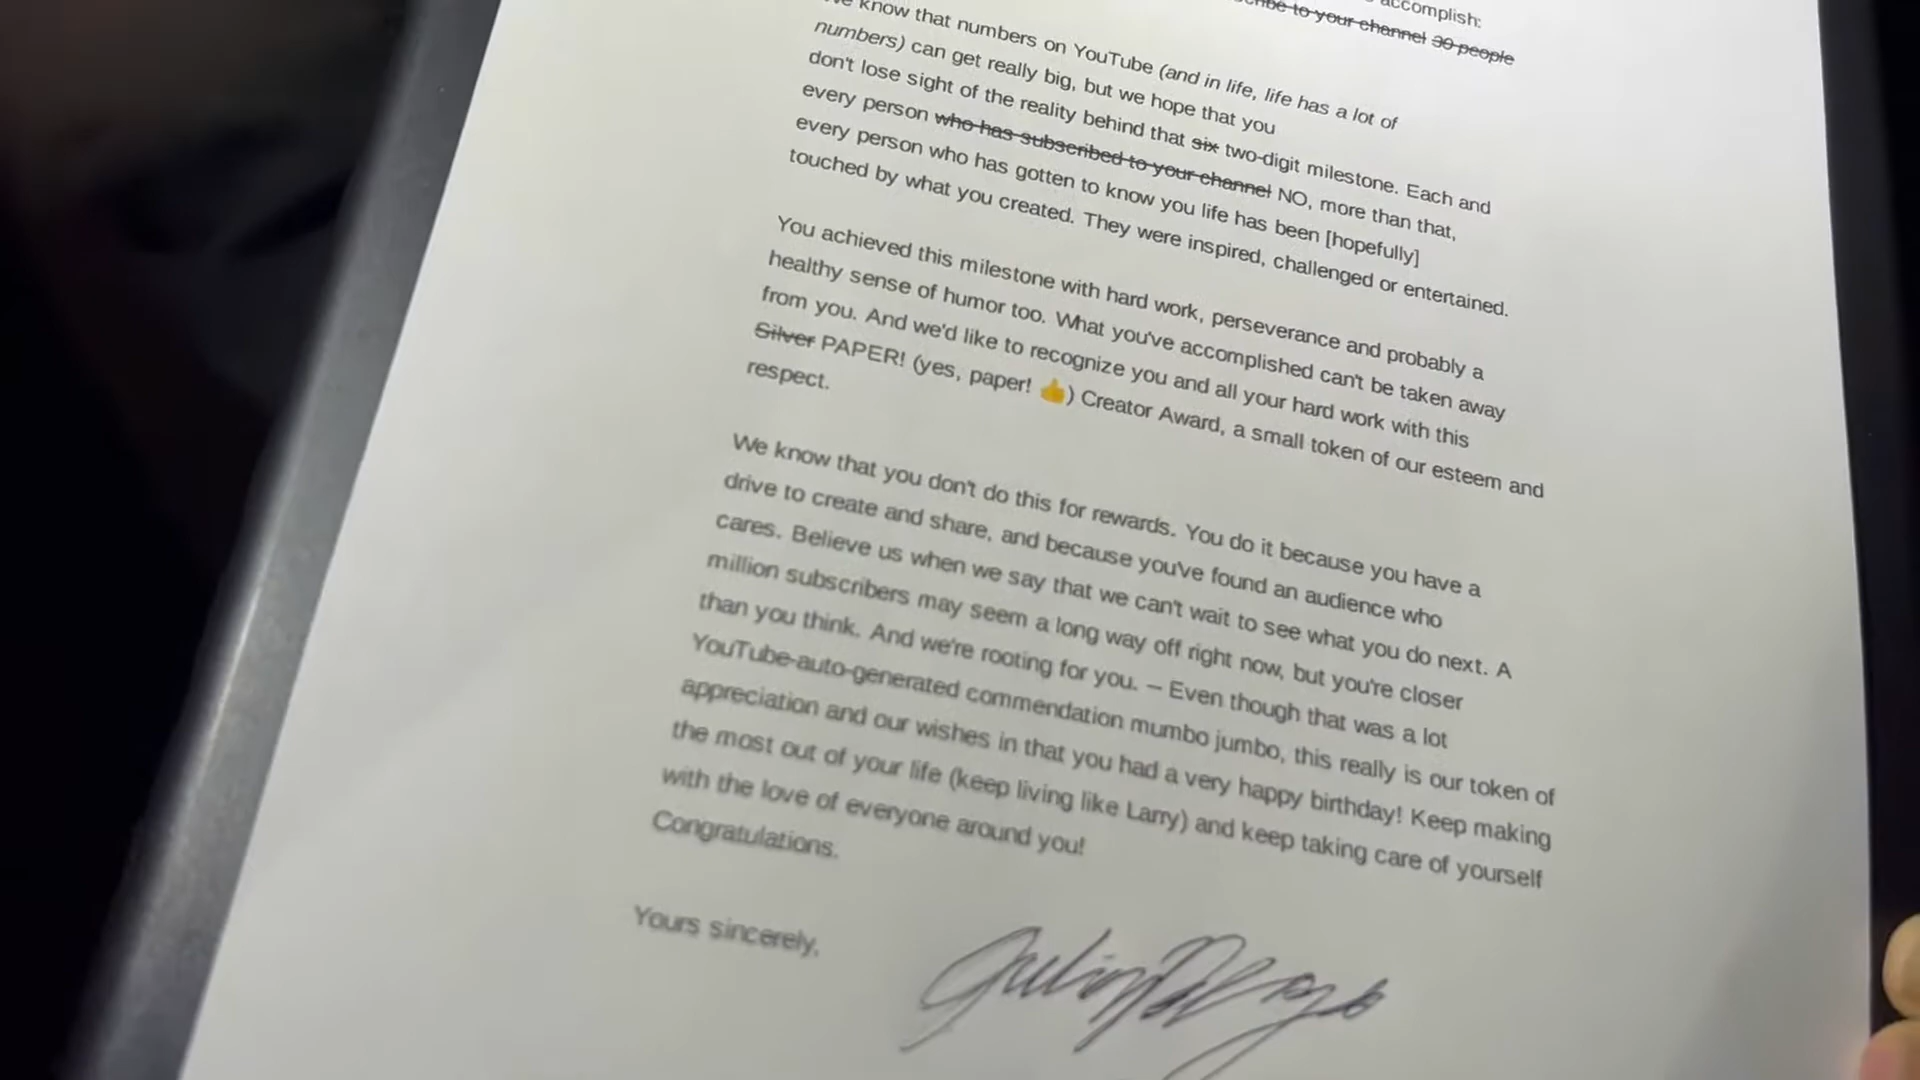 accomplish:
to your channel 30 people
know that numbers on YouTube (and in life, life has a lot of
numbers) can get really big, but we hope that you
don't lose sight of the reality behind that six two-digit milestone. Each and
every person who has subscribed to your channel NO, more than that,
every person who has gotten to know you life has been [hopefully]
touched by what you created. They were inspired, challenged or entertained.
You achieved this milestone with hard work, perseverance and probably a
healthy sense of humor too. What you've accomplished can't be taken away
from you. And we'd like to recognize you and all your hard work with this
Silver PAPER! (yes, paper! 👍) Creator Award, a small token of our esteem and
respect.
We know that you don't do this for rewards. You do it because you have a
drive to create and share, and because you've found an audience who
cares. Believe us when we say that we can't wait to see what you do next. A
million subscribers may seem a long way off right now, but you're closer
than you think. And we're rooting for you. – Even though that was a lot
YouTube-auto-generated commendation mumbo jumbo, this really is our token of
appreciation and our wishes in that you had a very happy birthday! Keep making
the most out of your life (keep living like Larry) and keep taking care of yourself
with the love of everyone around you!
Congratulations.
Yours sincerely,